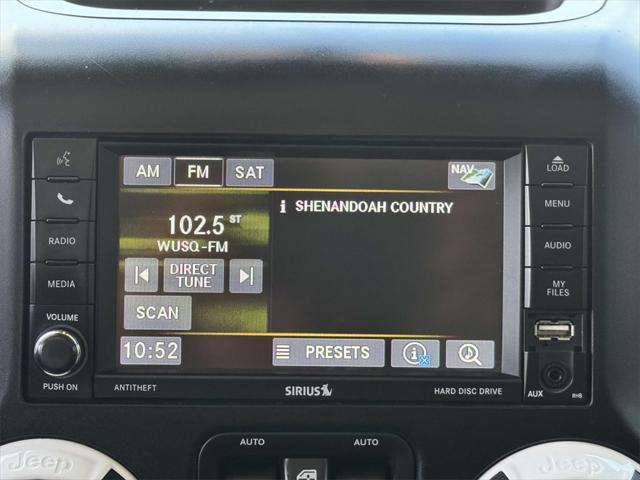 AM FM SAT NAV
LOAD
MENU
i SHENANDOAH COUNTRY
102.5 ST
WUSQ-FM
RADIO
AUDIO
DIRECT
TUNE
MEDIA
MY
FILES
SCAN
VOLUME
10:52 PRESETS
PUSH ON
ANTITHEFT
SIRIUS
HARD DISC DRIVE
AUX
RHB
AUTO AUTO
Jeep Jeep